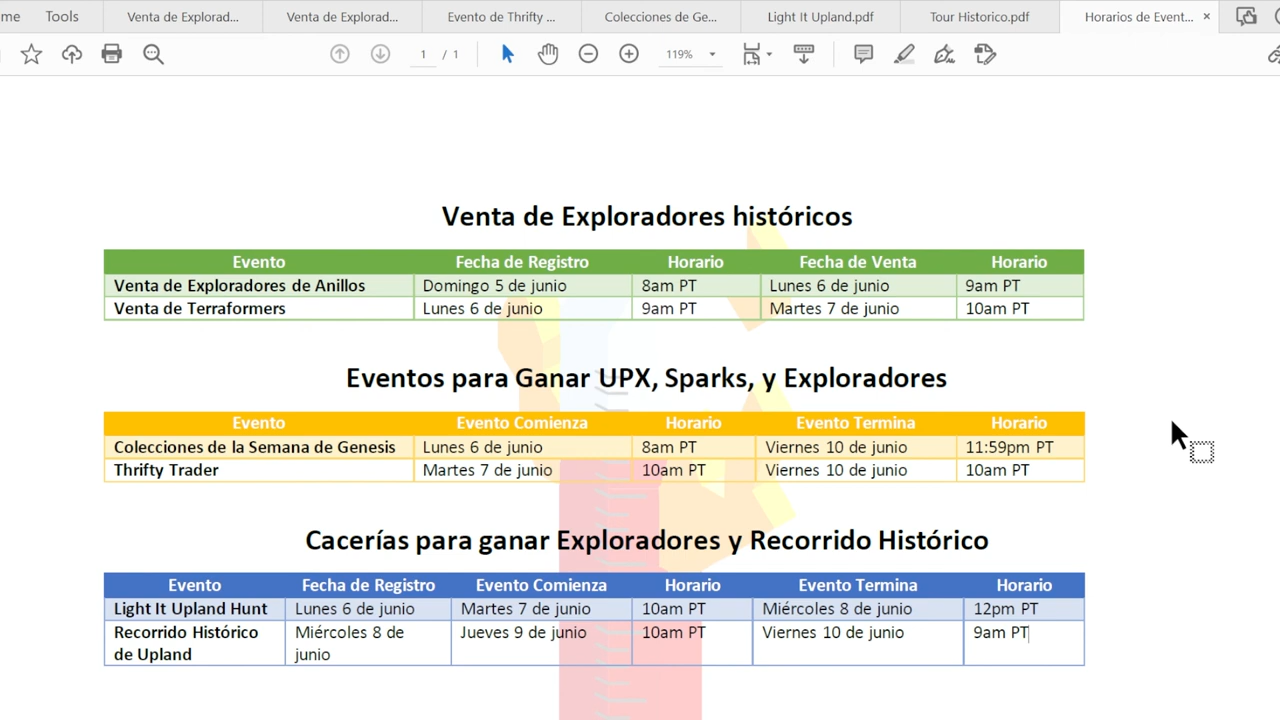 me Tools Venta de Explorad... Venta de Explorad... Evento de Thrifty ... Colecciones de Ge... Light It Upland.pdf Tour Historico.pdf Horarios de Event... ×
1 / 1 119%
Venta de Exploradores históricos
Evento Fecha de Registro Horario Fecha de Venta Horario
Venta de Exploradores de Anillos Domingo 5 de junio 8am PT Lunes 6 de junio 9am PT
Venta de Terraformers Lunes 6 de junio 9am PT Martes 7 de junio 10am PT
Eventos para Ganar UPX, Sparks, y Exploradores
Evento Evento Comienza Horario Evento Termina Horario
Colecciones de la Semana de Genesis Lunes 6 de junio 8am PT Viernes 10 de junio 11:59pm PT
Thrifty Trader Martes 7 de junio 10am PT Viernes 10 de junio 10am PT
Cacerías para ganar Exploradores y Recorrido Histórico
Evento Fecha de Registro Evento Comienza Horario Evento Termina Horario
Light It Upland Hunt Lunes 6 de junio Martes 7 de junio 10am PT Miércoles 8 de junio 12pm PT
Recorrido Histórico Miércoles 8 de Jueves 9 de junio 10am PT Viernes 10 de junio 9am PT
de Upland junio